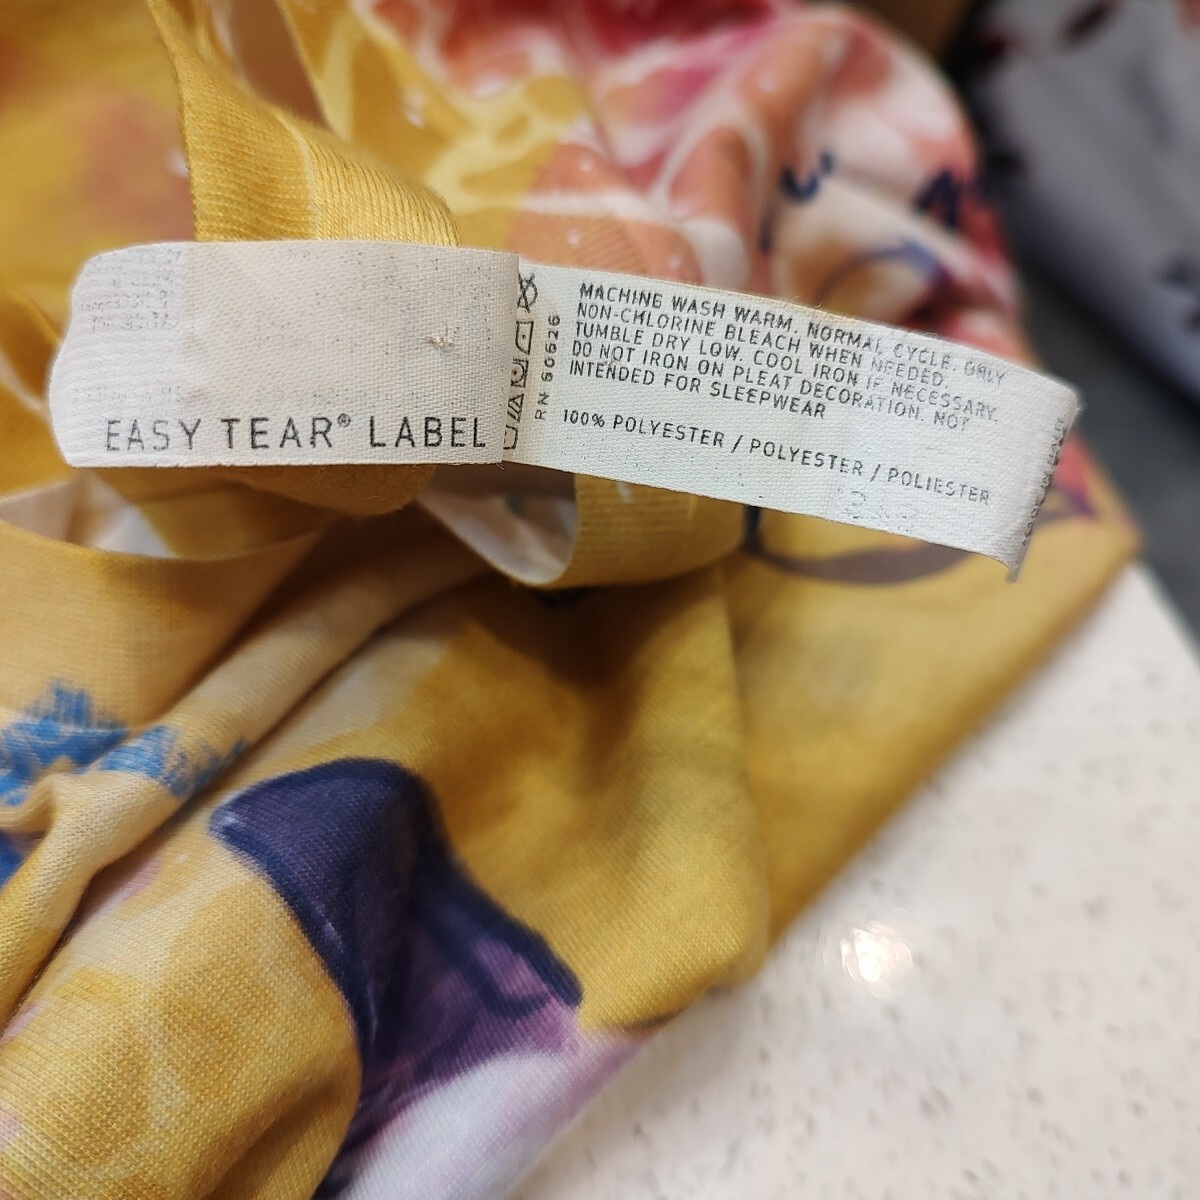 EASY TEAR® LABEL
RN 60626
MACHINE WASH WARM. NORMAL CYCLE. ONLY
NON-CHLORINE BLEACH WHEN NEEDED.
TUMBLE DRY LOW. COOL IRON IF NECESSARY.
DO NOT IRON ON PLEAT DECORATION. NOT
INTENDED FOR SLEEPWEAR
100% POLYESTER / POLYESTER / POLIESTER